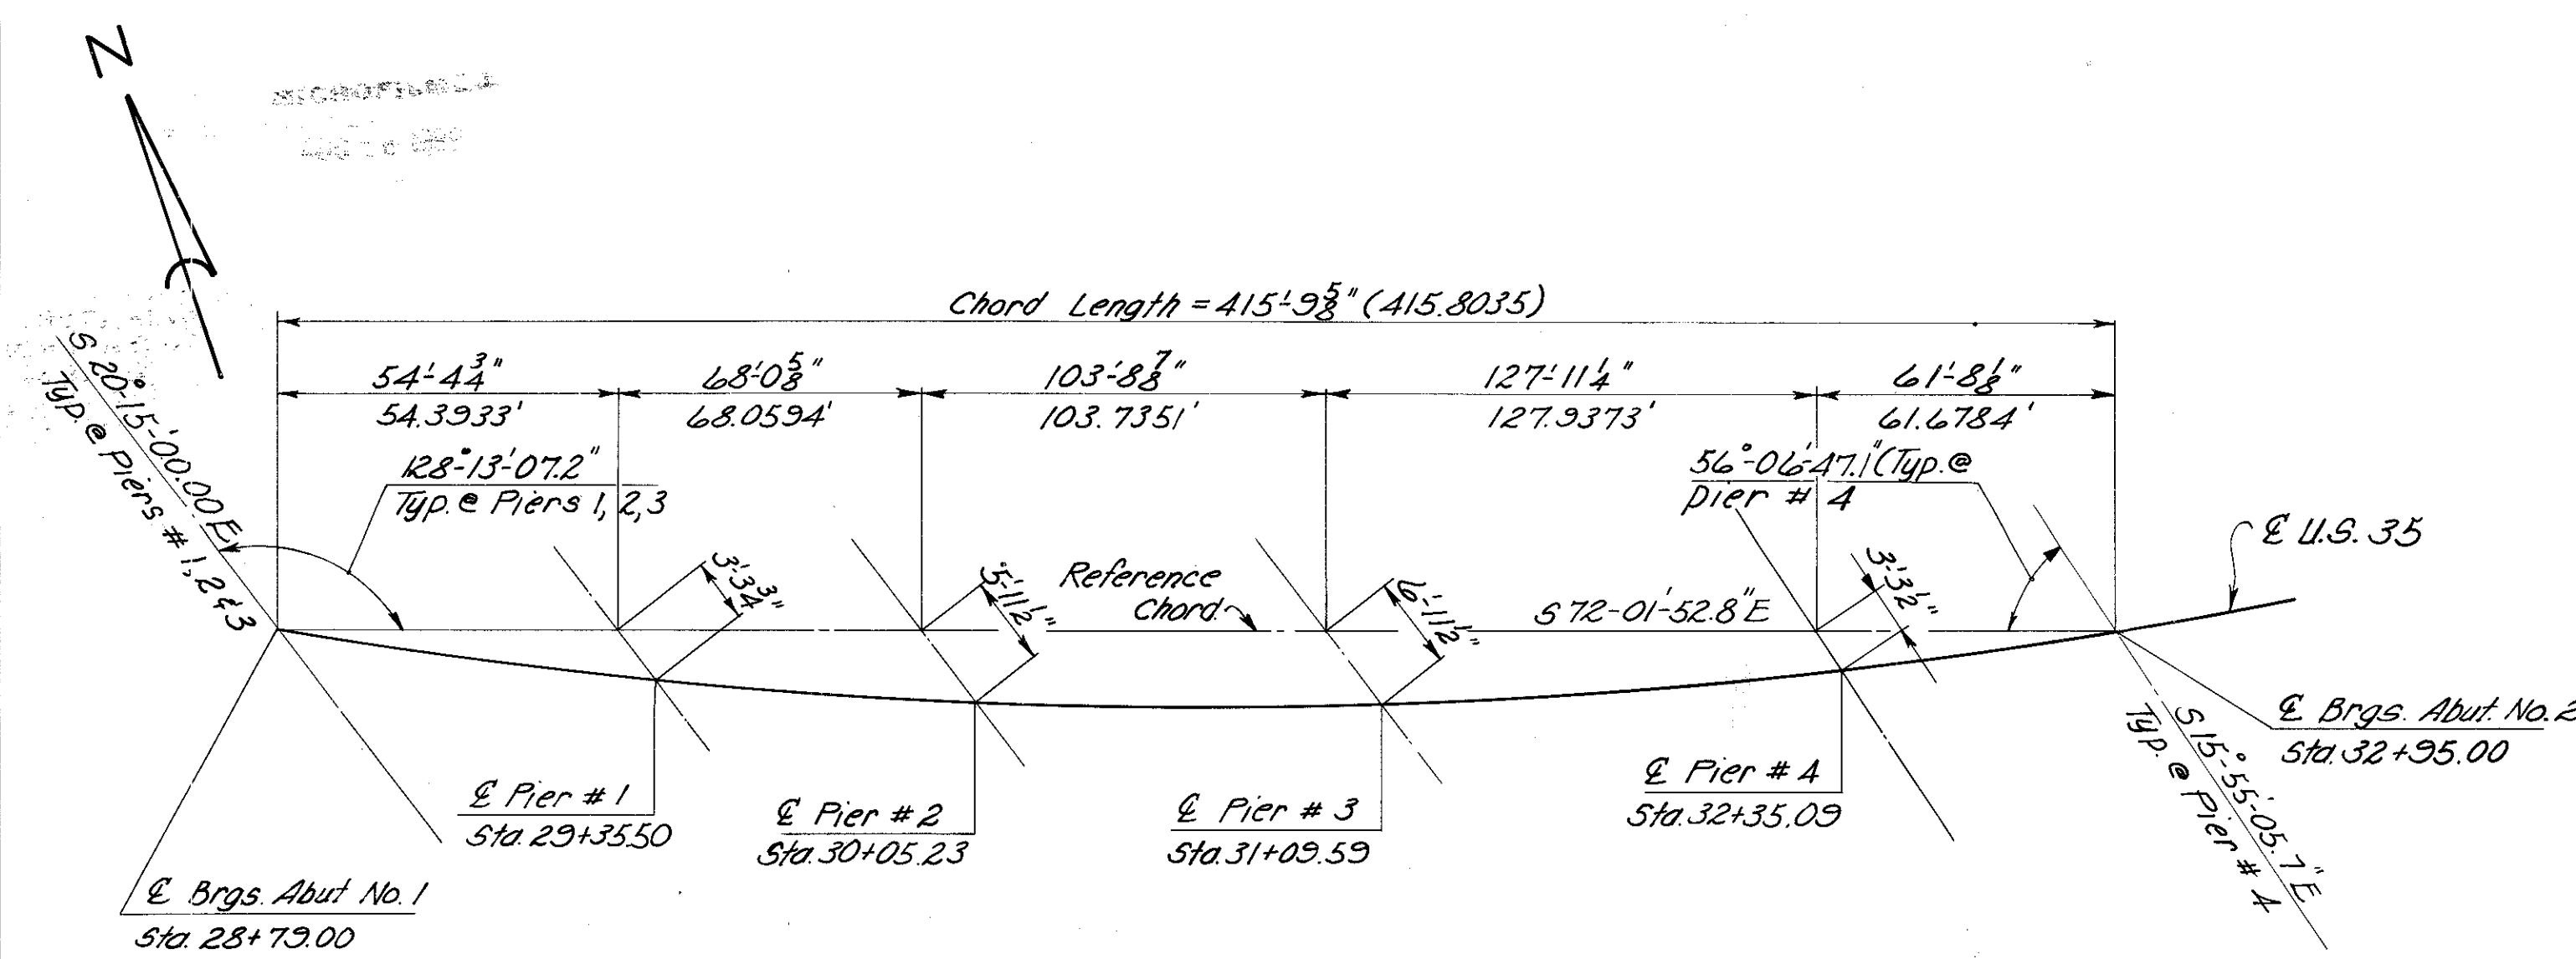 N
Chord Length = 415'-9 5/8" (415.8035)
54'-4 3/4"
54.3933'
68'-0 5/8"
68.0594'
103'-8 7/8"
103.7351'
127'-11 1/4"
127.9373'
61'-8 1/8"
61.6784'
S 20°-15'-00.00 E
Typ. @ Piers # 1, 2 & 3
128°-13'-07.2"
Typ. @ Piers 1, 2, 3
56°-06'-47.1" (Typ. @
pier # 4
3'-3 3/4"
5'-11 1/2"
Reference
Chord
6'-11 1/2"
S 72-01'-52.8" E
3'-3 1/2"
℄ U.S. 35
℄ Pier # 1
Sta. 29+35.50
℄ Pier # 2
Sta. 30+05.23
℄ Pier # 3
Sta. 31+09.59
℄ Pier # 4
Sta. 32+35.09
℄ Brgs. Abut. No. 2
Sta. 32+95.00
S 15°-55'-05.7" E
Typ. @ Pier # 4
℄ Brgs. Abut No. 1
Sta. 28+79.00